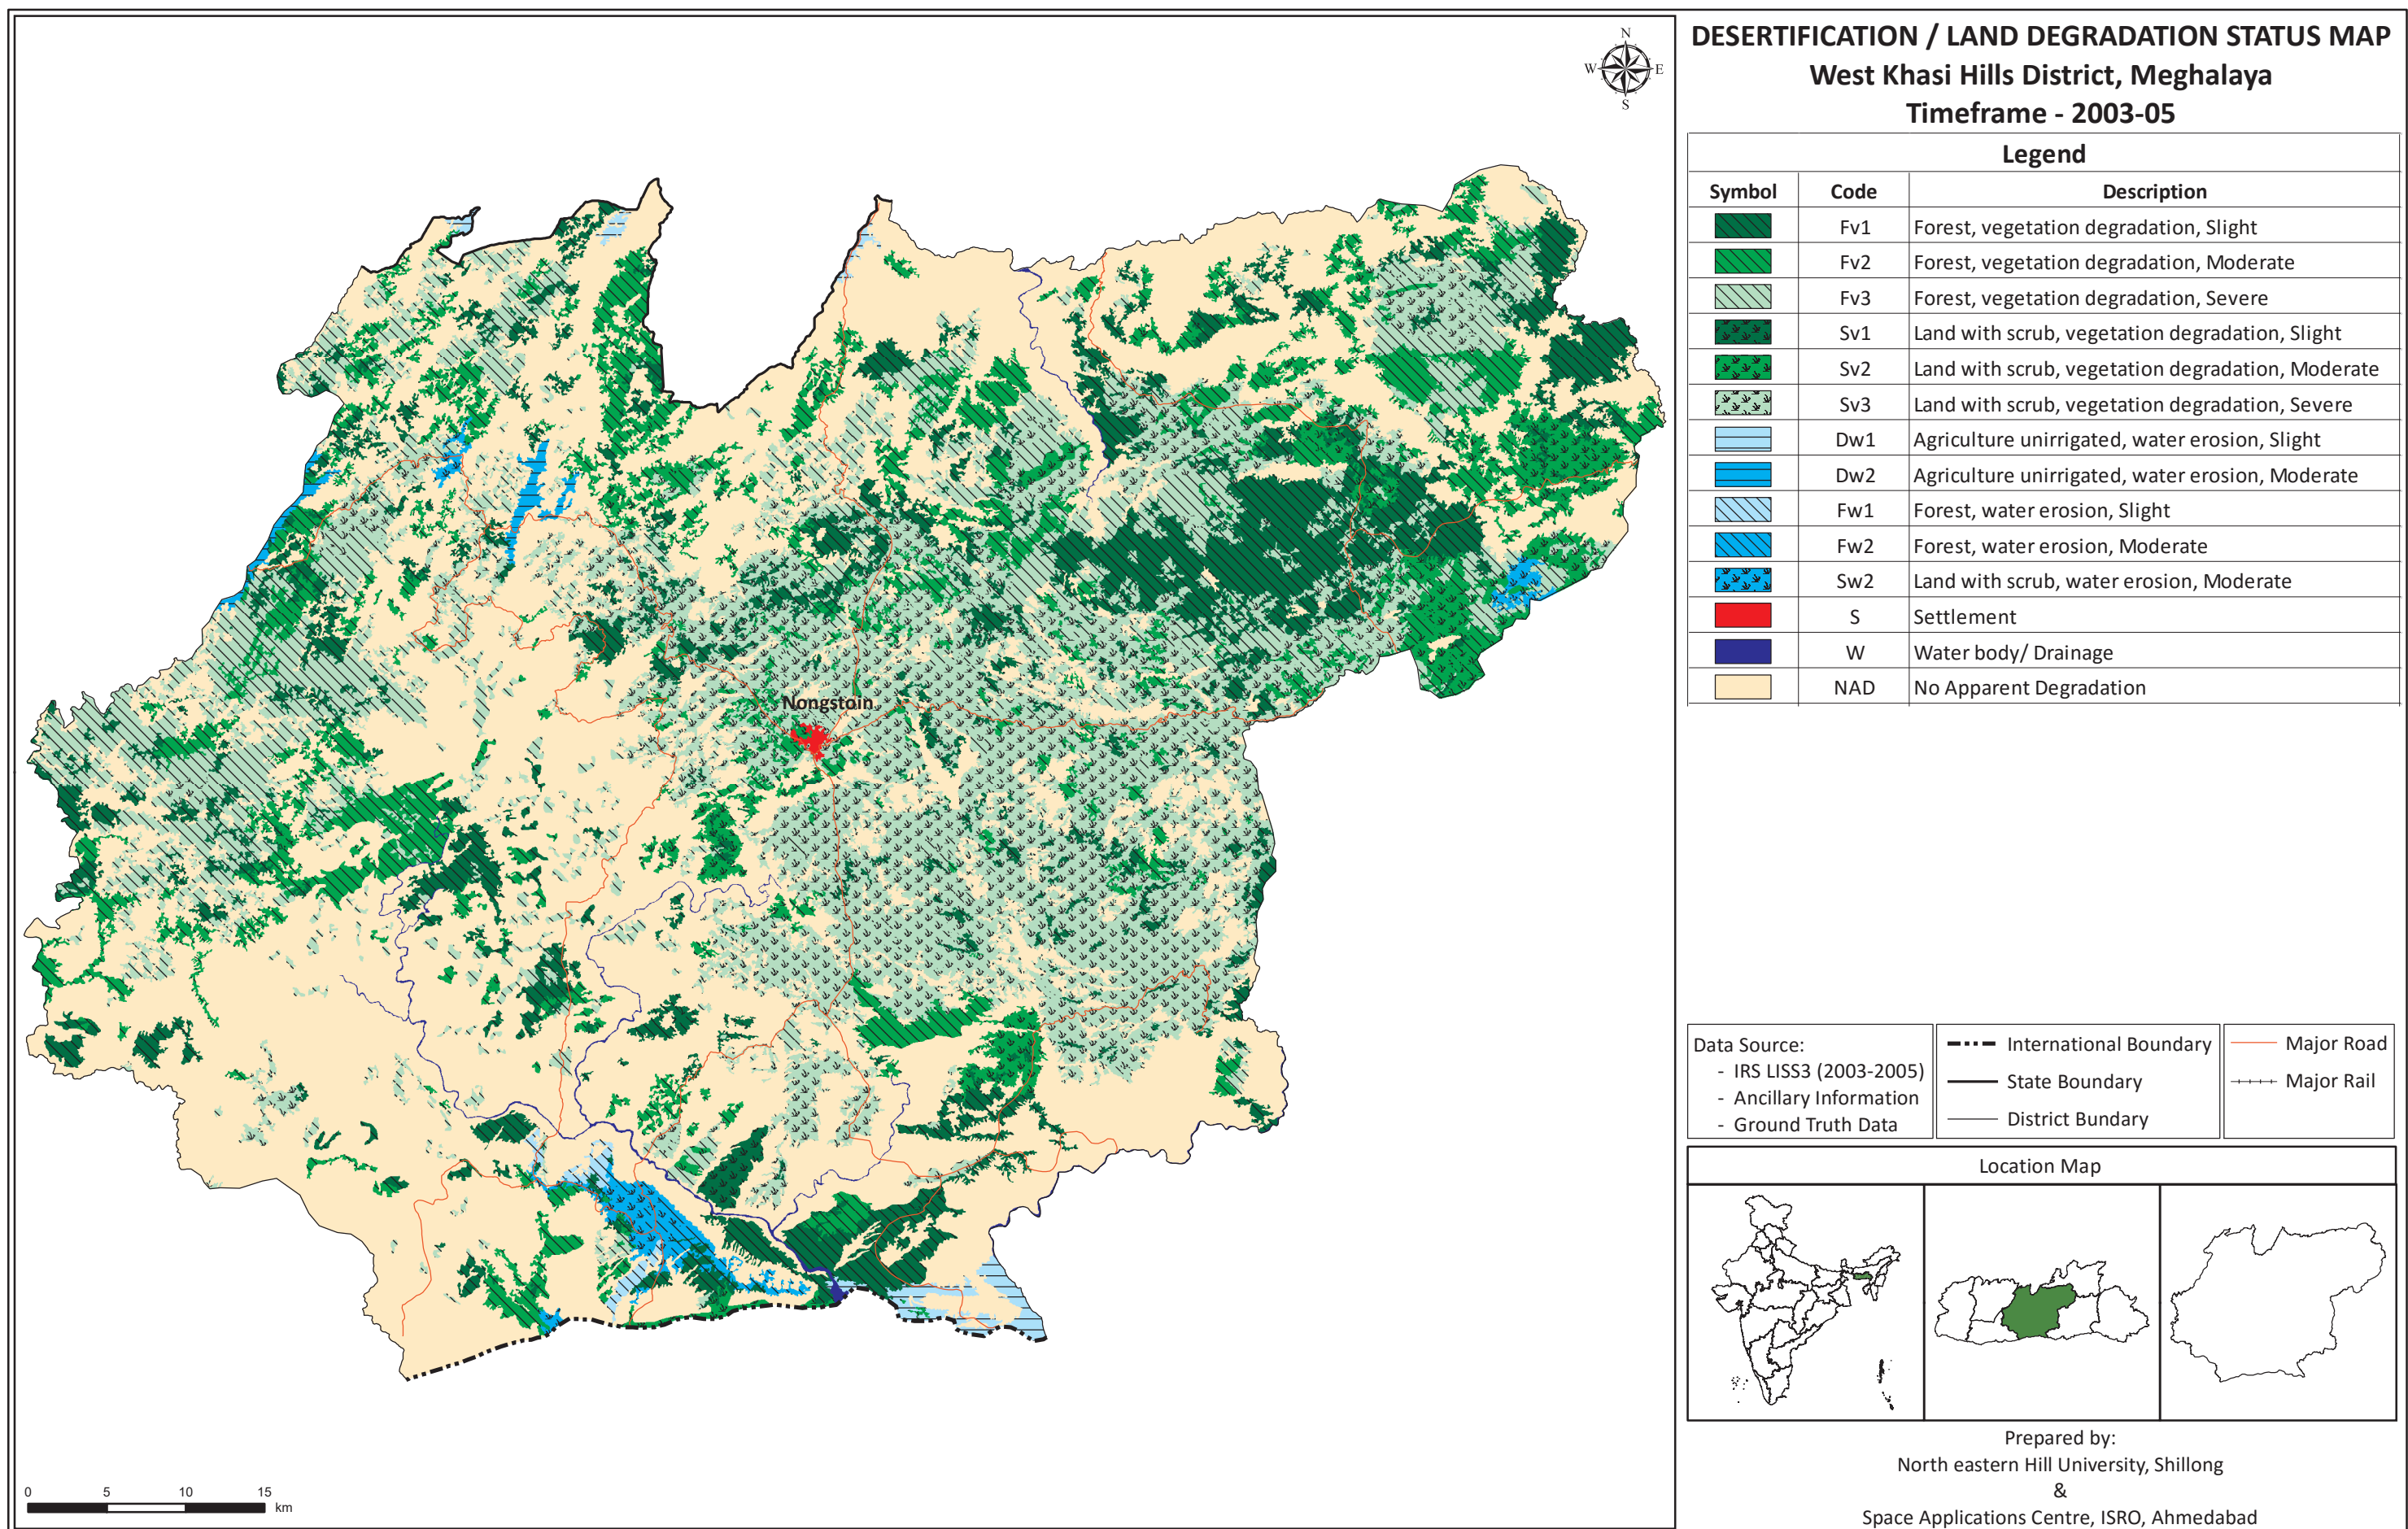 DESERTIFICATION / LAND DEGRADATION STATUS MAP
West Khasi Hills District, Meghalaya
Timeframe - 2003-05
Legend
Symbol Code Description
Fv1 Forest, vegetation degradation, Slight
Fv2 Forest, vegetation degradation, Moderate
Fv3 Forest, vegetation degradation, Severe
Sv1 Land with scrub, vegetation degradation, Slight
Sv2 Land with scrub, vegetation degradation, Moderate
Sv3 Land with scrub, vegetation degradation, Severe
Dw1 Agriculture unirrigated, water erosion, Slight
Dw2 Agriculture unirrigated, water erosion, Moderate
Fw1 Forest, water erosion, Slight
Fw2 Forest, water erosion, Moderate
Sw2 Land with scrub, water erosion, Moderate
S Settlement
W Water body/ Drainage
NAD No Apparent Degradation
N
W E
S
Nongstoin
0 5 10 15
km
Data Source:
- IRS LISS3 (2003-2005)
- Ancillary Information
- Ground Truth Data
International Boundary
State Boundary
District Bundary
Major Road
Major Rail
Location Map
Prepared by:
North eastern Hill University, Shillong
&
Space Applications Centre, ISRO, Ahmedabad